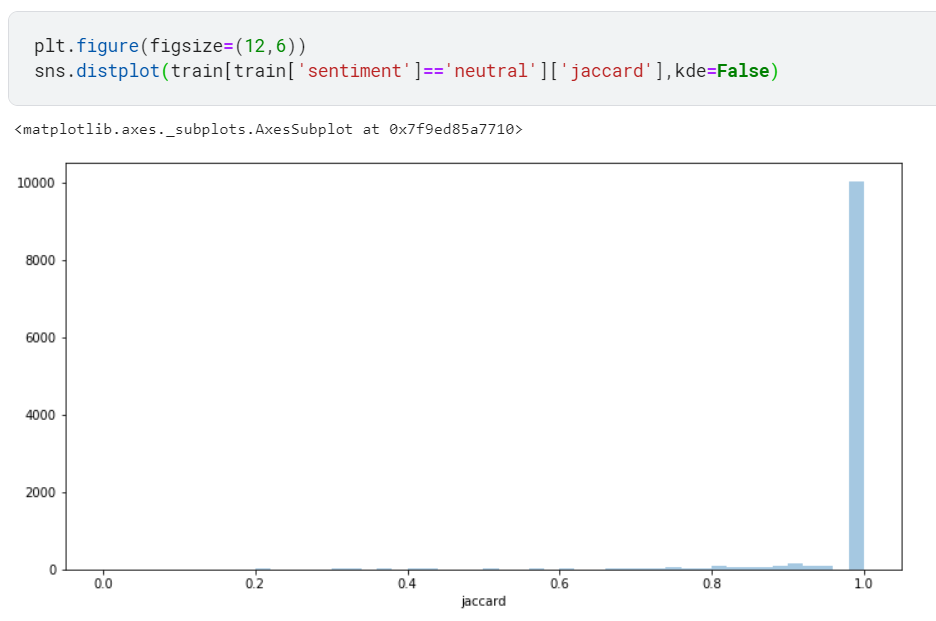 plt.figure(figsize=(12,6))
sns.distplot(train[train['sentiment']=='neutral']['jaccard'],kde=False)
<matplotlib.axes._subplots.AxesSubplot at 0x7f9ed85a7710>
10000
8000
6000
4000
2000
0
0.0 0.2 0.4 0.6 0.8 1.0
jaccard